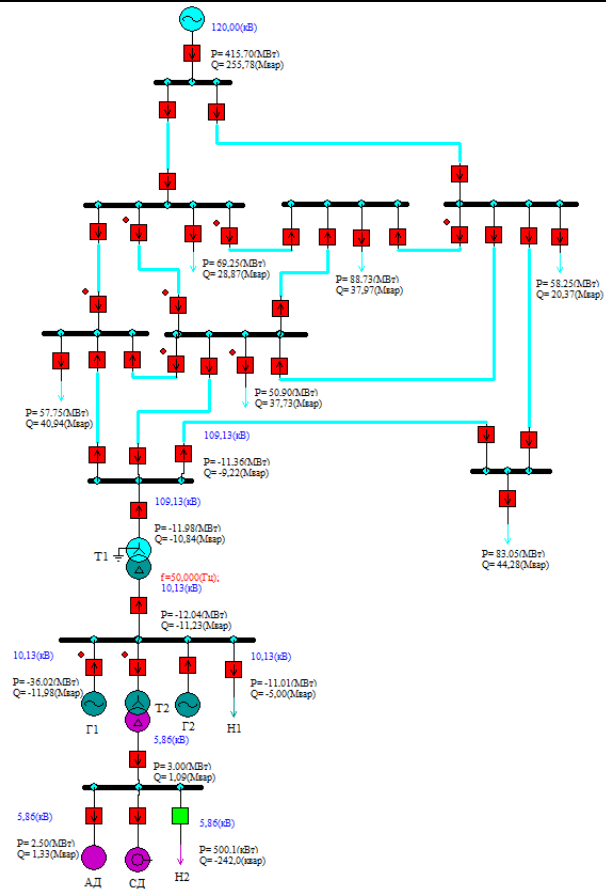 120,00(кВ)
P= 415.70(МВт)
Q= 255,78(Мвар)
P= 69.25(МВт)
Q= 28,87(Мвар)
P= 88.73(МВт)
Q= 37,97(Мвар)
P= 58.25(МВт)
Q= 20,37(Мвар)
P= 57.75(МВт)
Q= 40,94(Мвар)
P= 50.90(МВт)
Q= 37,73(Мвар)
109,13(кВ)
P= -11.36(МВт)
Q= -9,22(Мвар)
109,13(кВ)
P= -11.98(МВт)
Q= -10,84(Мвар)
T1
P= 83.05(МВт)
Q= 44,28(Мвар)
f=50,000(Гц);
10,13(кВ)
P= -12.04(МВт)
Q= -11,23(Мвар)
10,13(кВ)
10,13(кВ)
P= -36.02(МВт)
Q= -11,98(Мвар)
P= -11.01(МВт)
Q= -5,00(Мвар)
Г1
T2
Г2
Н1
5,86(кВ)
P= 3.00(МВт)
Q= 1,09(Мвар)
5,86(кВ)
5,86(кВ)
P= 2.50(МВт)
Q= 1,33(Мвар)
P= 500.1(кВт)
Q= -242,0(квар)
АД
СД
Н2